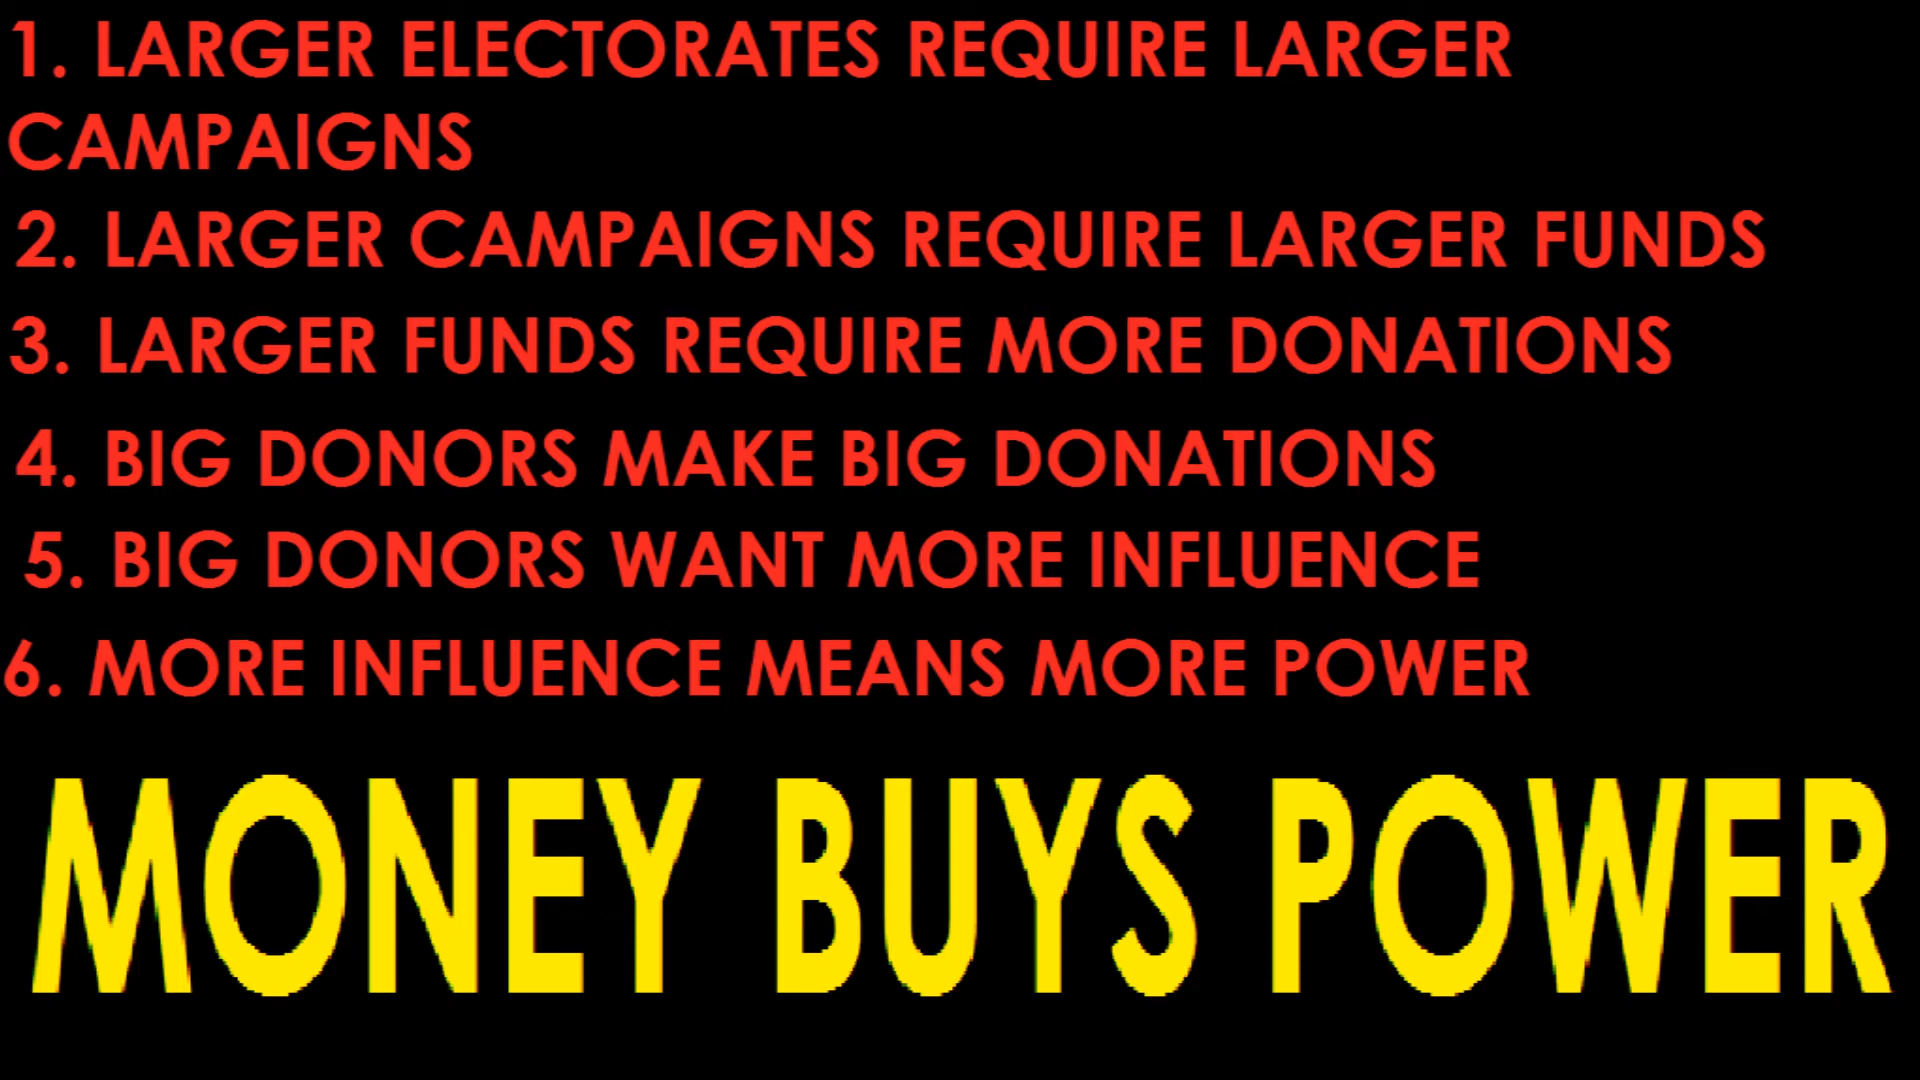 1. LARGER ELECTORATES REQUIRE LARGER
CAMPAIGNS
2. LARGER CAMPAIGNS REQUIRE LARGER FUNDS
3. LARGER FUNDS REQUIRE MORE DONATIONS
4. BIG DONORS MAKE BIG DONATIONS
5. BIG DONORS WANT MORE INFLUENCE
6. MORE INFLUENCE MEANS MORE POWER
MONEY BUYS POWER